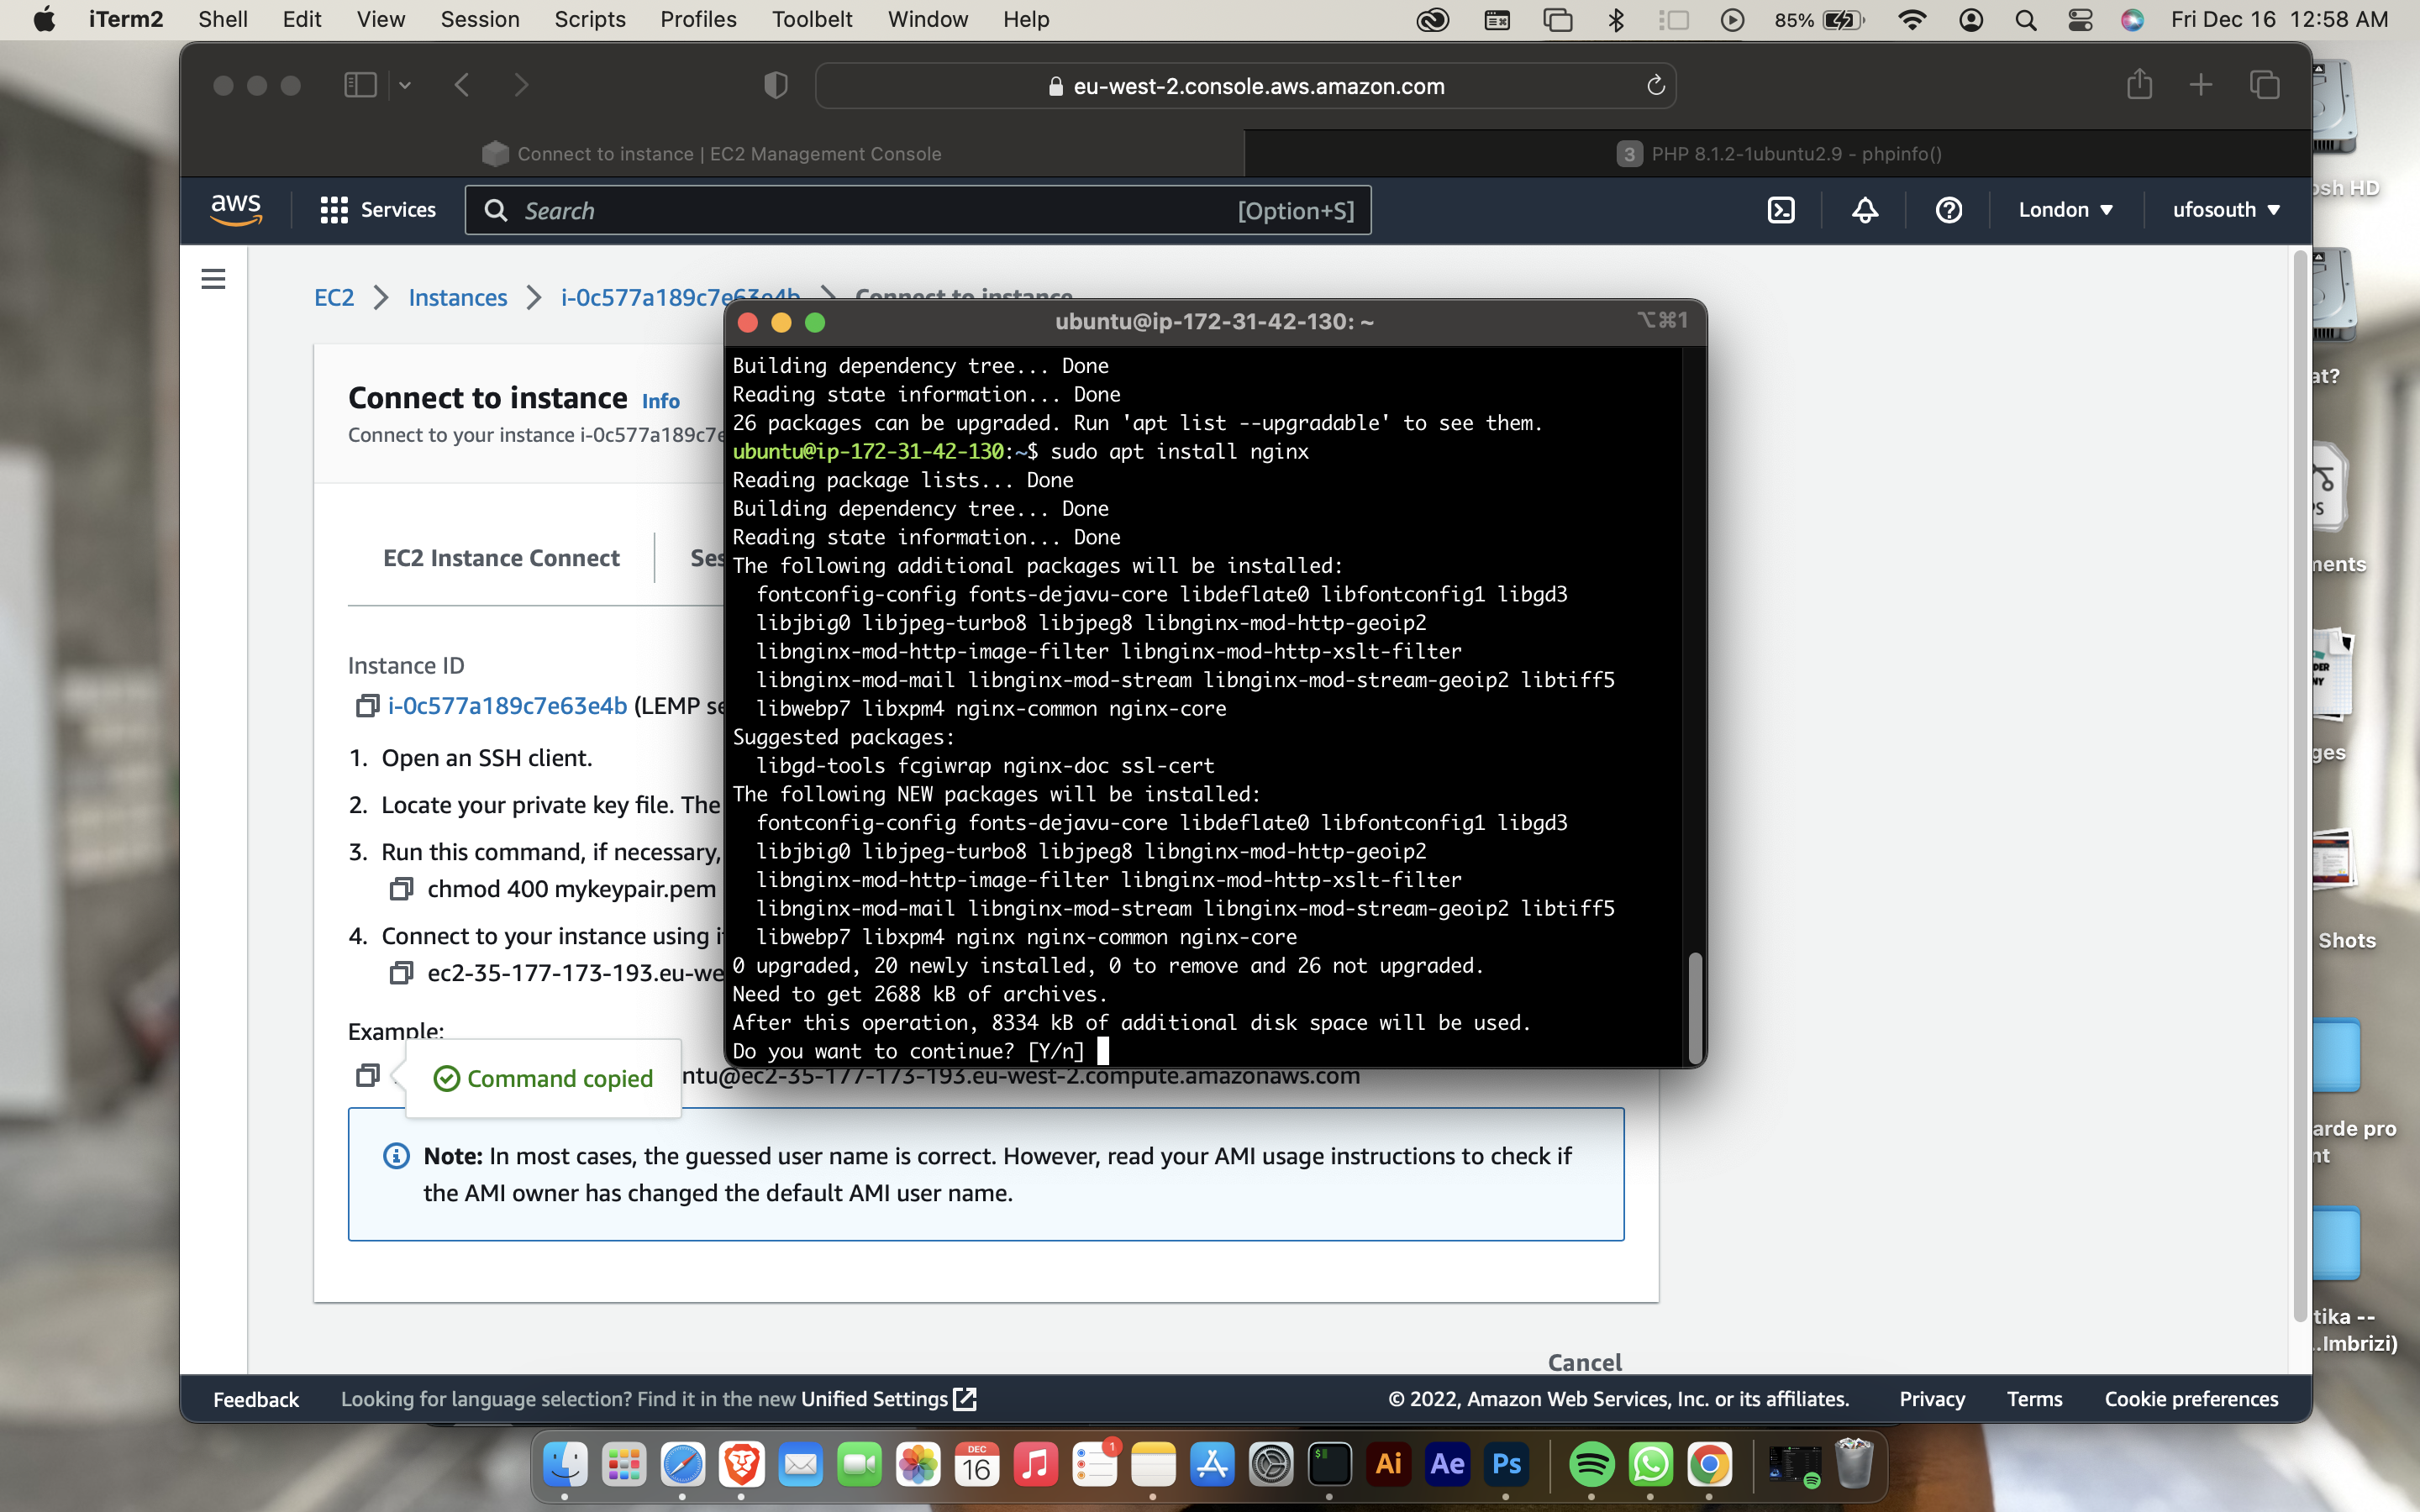 iTerm2 Shell Edit View Session Scripts Profiles Toolbelt Window Help 85% Fri Dec 16 12:58 AM
eu-west-2.console.aws.amazon.com
Connect to instance | EC2 Management Console
3 PHP 8.1.2-1ubuntu2.9 - phpinfo()
aws Services Search [Option+S] London ufosouth
EC2 Instances i-0c577a189c7e63e4b Connect to instance
Connect to instance Info
Connect to your instance i-0c577a189c7e
EC2 Instance Connect Ses
Instance ID
i-0c577a189c7e63e4b (LEMP se
1. Open an SSH client.
2. Locate your private key file. The
3. Run this command, if necessary,
chmod 400 mykeypair.pem
4. Connect to your instance using i
ec2-35-177-173-193.eu-we
Example:
Command copied
ntu@ec2-35-177-173-193.eu-west-2.compute.amazonaws.com
Note: In most cases, the guessed user name is correct. However, read your AMI usage instructions to check if
the AMI owner has changed the default AMI user name.
Cancel
ubuntu@ip-172-31-42-130: ~ ⌥⌘1
Building dependency tree... Done
Reading state information... Done
26 packages can be upgraded. Run 'apt list --upgradable' to see them.
ubuntu@ip-172-31-42-130:~$ sudo apt install nginx
Reading package lists... Done
Building dependency tree... Done
Reading state information... Done
The following additional packages will be installed:
fontconfig-config fonts-dejavu-core libdeflate0 libfontconfig1 libgd3
libjbig0 libjpeg-turbo8 libjpeg8 libnginx-mod-http-geoip2
libnginx-mod-http-image-filter libnginx-mod-http-xslt-filter
libnginx-mod-mail libnginx-mod-stream libnginx-mod-stream-geoip2 libtiff5
libwebp7 libxpm4 nginx-common nginx-core
Suggested packages:
libgd-tools fcgiwrap nginx-doc ssl-cert
The following NEW packages will be installed:
fontconfig-config fonts-dejavu-core libdeflate0 libfontconfig1 libgd3
libjbig0 libjpeg-turbo8 libjpeg8 libnginx-mod-http-geoip2
libnginx-mod-http-image-filter libnginx-mod-http-xslt-filter
libnginx-mod-mail libnginx-mod-stream libnginx-mod-stream-geoip2 libtiff5
libwebp7 libxpm4 nginx nginx-common nginx-core
0 upgraded, 20 newly installed, 0 to remove and 26 not upgraded.
Need to get 2688 kB of archives.
After this operation, 8334 kB of additional disk space will be used.
Do you want to continue? [Y/n]
osh HD
at?
PS
ments
ges
Shots
arde pro
nt
tika --
..Imbrizi)
Feedback Looking for language selection? Find it in the new Unified Settings © 2022, Amazon Web Services, Inc. or its affiliates. Privacy Terms Cookie preferences
DEC
16
1
$
Ai Ae Ps